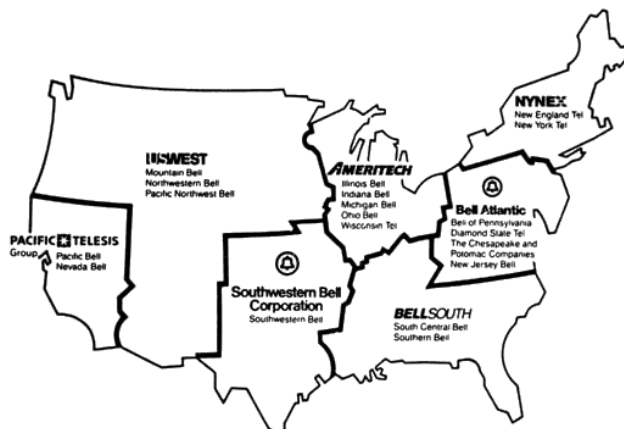 NYNEX
New England Tel
New York Tel
USWEST
Mountain Bell
Northwestern Bell
Pacific Northwest Bell
AMERITECH
Illinois Bell
Indiana Bell
Michigan Bell
Ohio Bell
Wisconsin Tel
Bell Atlantic
Bell of Pennsylvania
Diamond State Tel
The Chesapeake and
Potomac Companies
New Jersey Bell
PACIFIC TELESIS
Group
Pacific Bell
Nevada Bell
Southwestern Bell
Corporation
Southwestern Bell
BELLSOUTH
South Central Bell
Southern Bell